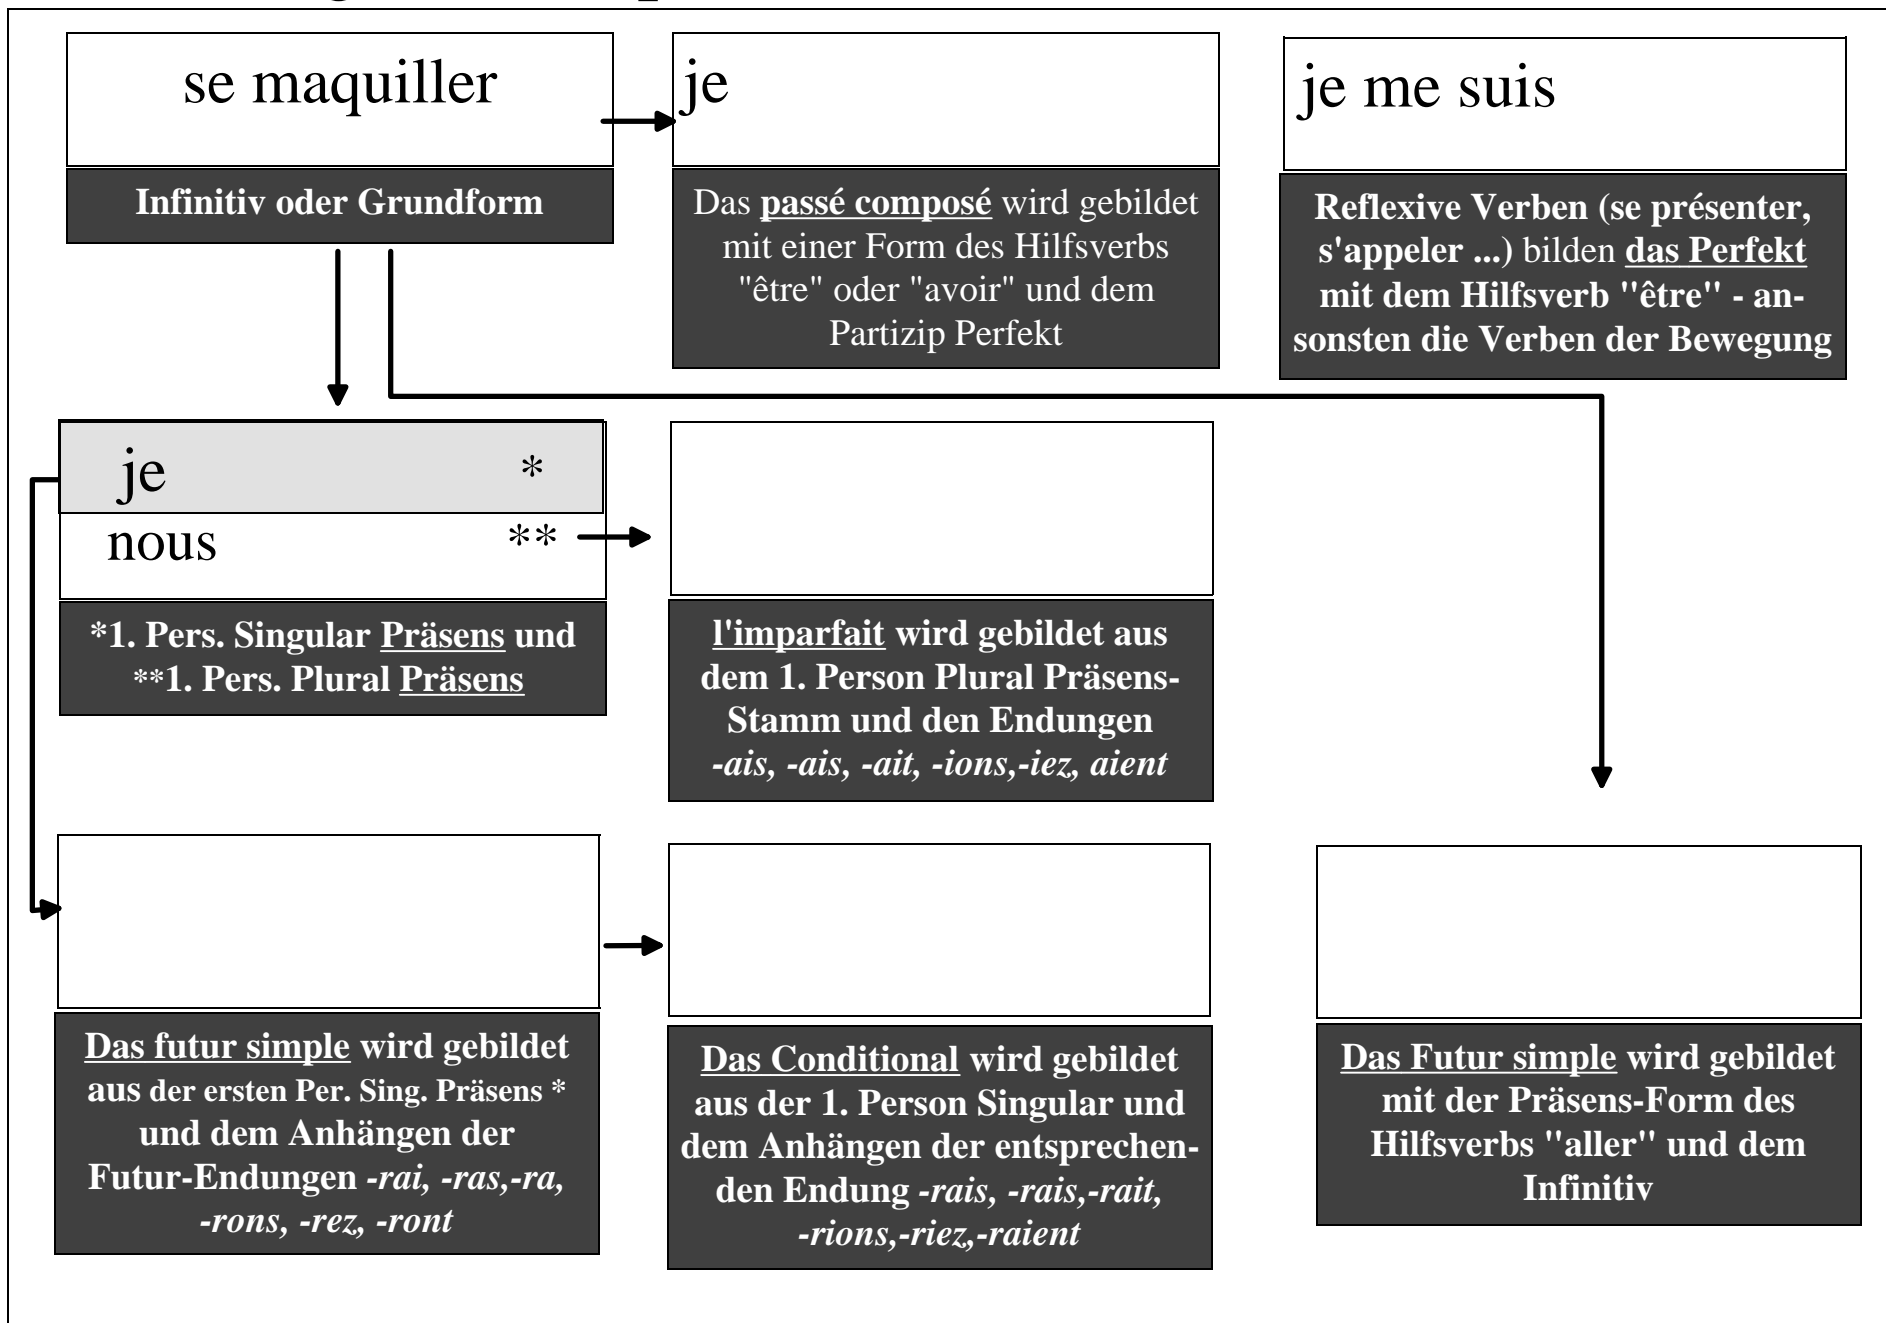 se maquiller
Infinitiv oder Grundform
je
Das passé composé wird gebildet
mit einer Form des Hilfsverbs
"être" oder "avoir" und dem
Partizip Perfekt
je me suis
Reflexive Verben (se présenter,
s'appeler ...) bilden das Perfekt
mit dem Hilfsverb "être" - an-
sonsten die Verben der Bewegung
je *
nous **
*1. Pers. Singular Präsens und
**1. Pers. Plural Präsens
l'imparfait wird gebildet aus
dem 1. Person Plural Präsens-
Stamm und den Endungen
-ais, -ais, -ait, -ions,-iez, aient
Das futur simple wird gebildet
aus der ersten Per. Sing. Präsens *
und dem Anhängen der
Futur-Endungen -rai, -ras,-ra,
-rons, -rez, -ront
Das Conditional wird gebildet
aus der 1. Person Singular und
dem Anhängen der entsprechen-
den Endung -rais, -rais,-rait,
-rions,-riez,-raient
Das Futur simple wird gebildet
mit der Präsens-Form des
Hilfsverbs "aller" und dem
Infinitiv